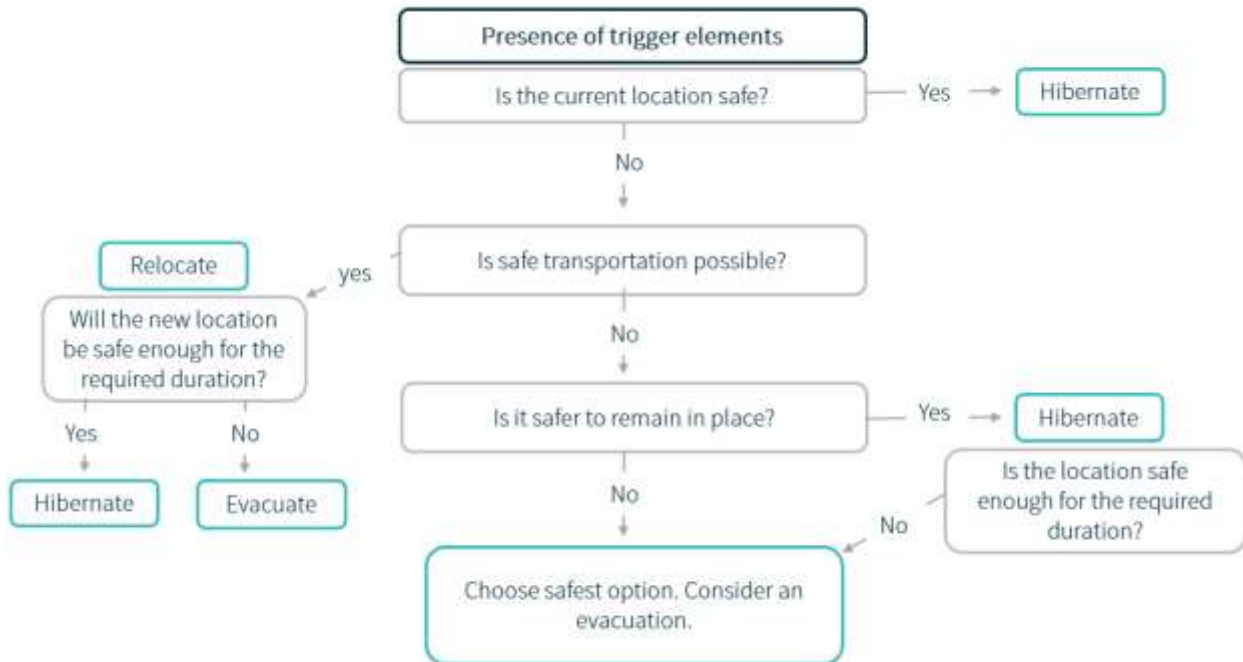 Presence of trigger elements
Is the current location safe?
Yes
Hibernate
No
Is safe transportation possible?
yes
Relocate
Will the new location
be safe enough for the
required duration?
Yes
No
Hibernate
Evacuate
No
Is it safer to remain in place?
Yes
Hibernate
Is the location safe
enough for the required
duration?
No
No
Choose safest option. Consider an
evacuation.